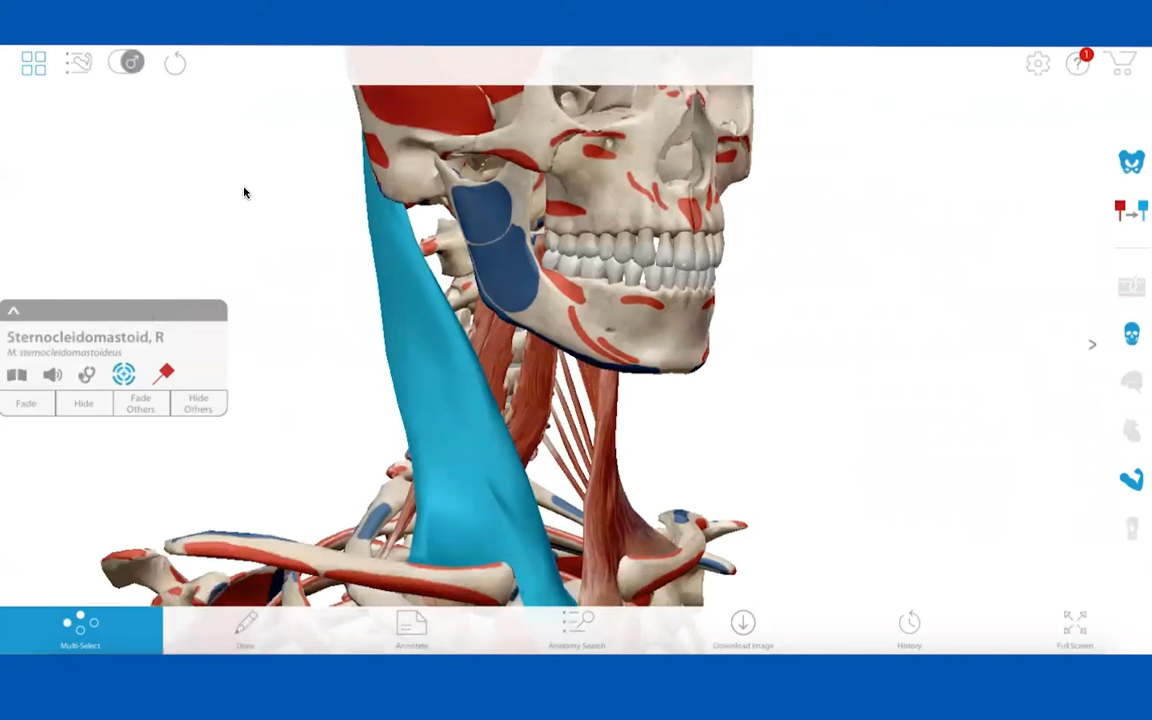 1
Sternocleidomastoid, R
M. sternocleidomastoideus
Fade
Hide
Fade
Others
Hide
Others
>
Multi-Select
Draw
Annotate
Anatomy Search
Download Image
History
Full Screen